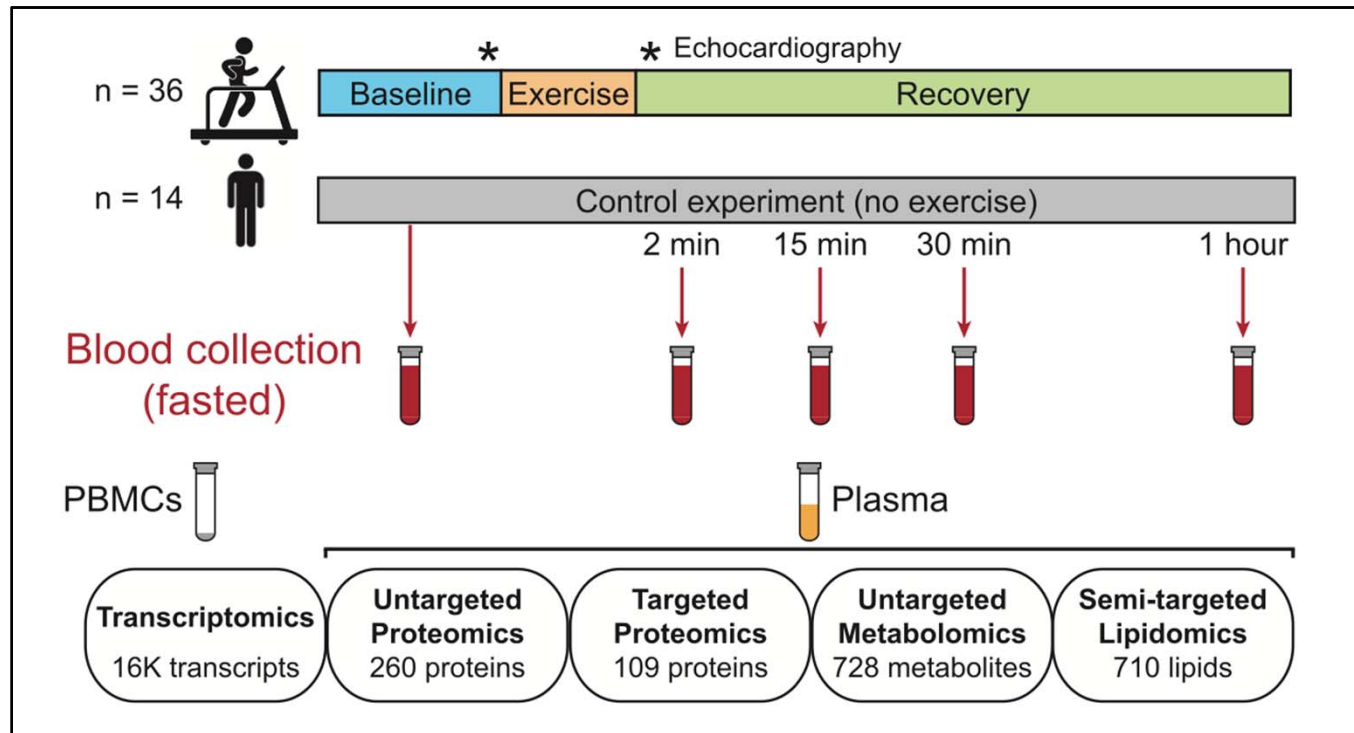 * * Echocardiography
n = 36
Baseline Exercise Recovery
n = 14
Control experiment (no exercise)
2 min 15 min 30 min 1 hour
Blood collection
(fasted)
PBMCs Plasma
Transcriptomics
16K transcripts
Untargeted
Proteomics
260 proteins
Targeted
Proteomics
109 proteins
Untargeted
Metabolomics
728 metabolites
Semi-targeted
Lipidomics
710 lipids